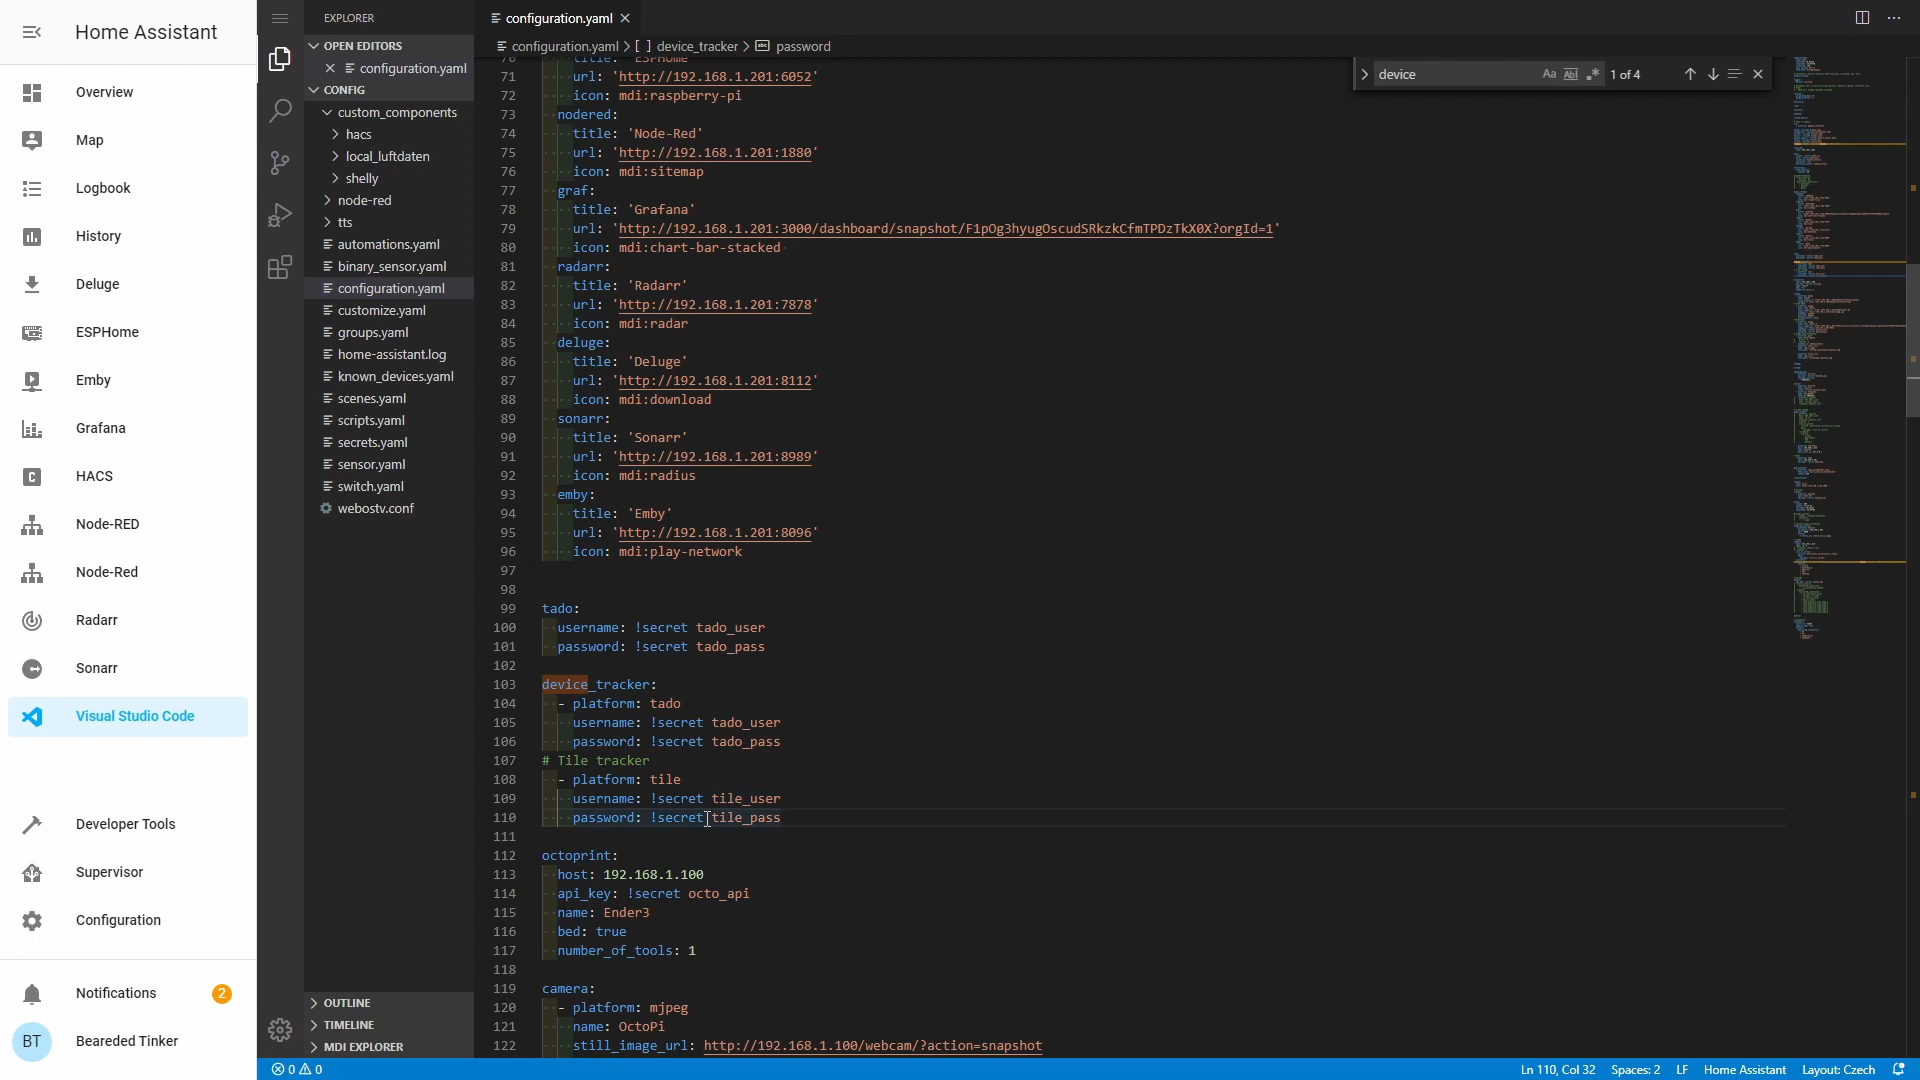 Home Assistant
Overview
Map
Logbook
History
Deluge
ESPHome
Emby
Grafana
HACS
Node-RED
Node-Red
Radarr
Sonarr
Visual Studio Code
Developer Tools
Supervisor
Configuration
Notifications
2
BT
Beareded Tinker
EXPLORER
OPEN EDITORS
configuration.yaml
CONFIG
custom_components
hacs
local_luftdaten
shelly
node-red
tts
automations.yaml
binary_sensor.yaml
configuration.yaml
customize.yaml
groups.yaml
home-assistant.log
known_devices.yaml
scenes.yaml
scripts.yaml
secrets.yaml
sensor.yaml
switch.yaml
webostv.conf
OUTLINE
TIMELINE
MDI EXPLORER
configuration.yaml
configuration.yaml > [ ] device_tracker > abc password
device
Aa Abl .* 1 of 4
70 title: 'ESPHome'
71 url: 'http://192.168.1.201:6052'
72 icon: mdi:raspberry-pi
73 nodered:
74 title: 'Node-Red'
75 url: 'http://192.168.1.201:1880'
76 icon: mdi:sitemap
77 graf:
78 title: 'Grafana'
79 url: 'http://192.168.1.201:3000/dashboard/snapshot/F1pOg3hyugOscudSRkzkCfmTPDzTkX0X?orgId=1'
80 icon: mdi:chart-bar-stacked
81 radarr:
82 title: 'Radarr'
83 url: 'http://192.168.1.201:7878'
84 icon: mdi:radar
85 deluge:
86 title: 'Deluge'
87 url: 'http://192.168.1.201:8112'
88 icon: mdi:download
89 sonarr:
90 title: 'Sonarr'
91 url: 'http://192.168.1.201:8989'
92 icon: mdi:radius
93 emby:
94 title: 'Emby'
95 url: 'http://192.168.1.201:8096'
96 icon: mdi:play-network
97
98
99 tado:
100 username: !secret tado_user
101 password: !secret tado_pass
102
103 device_tracker:
104 - platform: tado
105 username: !secret tado_user
106 password: !secret tado_pass
107 # Tile tracker
108 - platform: tile
109 username: !secret tile_user
110 password: !secret tile_pass
111
112 octoprint:
113 host: 192.168.1.100
114 api_key: !secret octo_api
115 name: Ender3
116 bed: true
117 number_of_tools: 1
118
119 camera:
120 - platform: mjpeg
121 name: OctoPi
122 still_image_url: http://192.168.1.100/webcam/?action=snapshot
0 0
Ln 110, Col 32 Spaces: 2 LF Home Assistant Layout: Czech